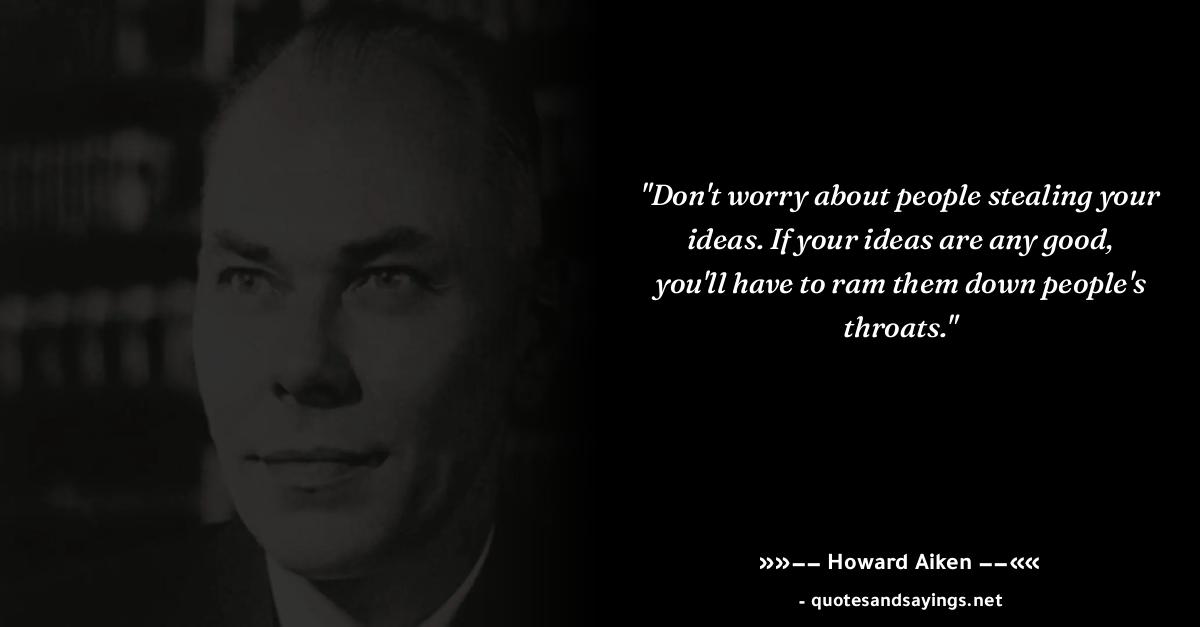 "Don't worry about people stealing your
ideas. If your ideas are any good,
you'll have to ram them down people's
throats."
»»-- Howard Aiken --««
- quotesandsayings.net